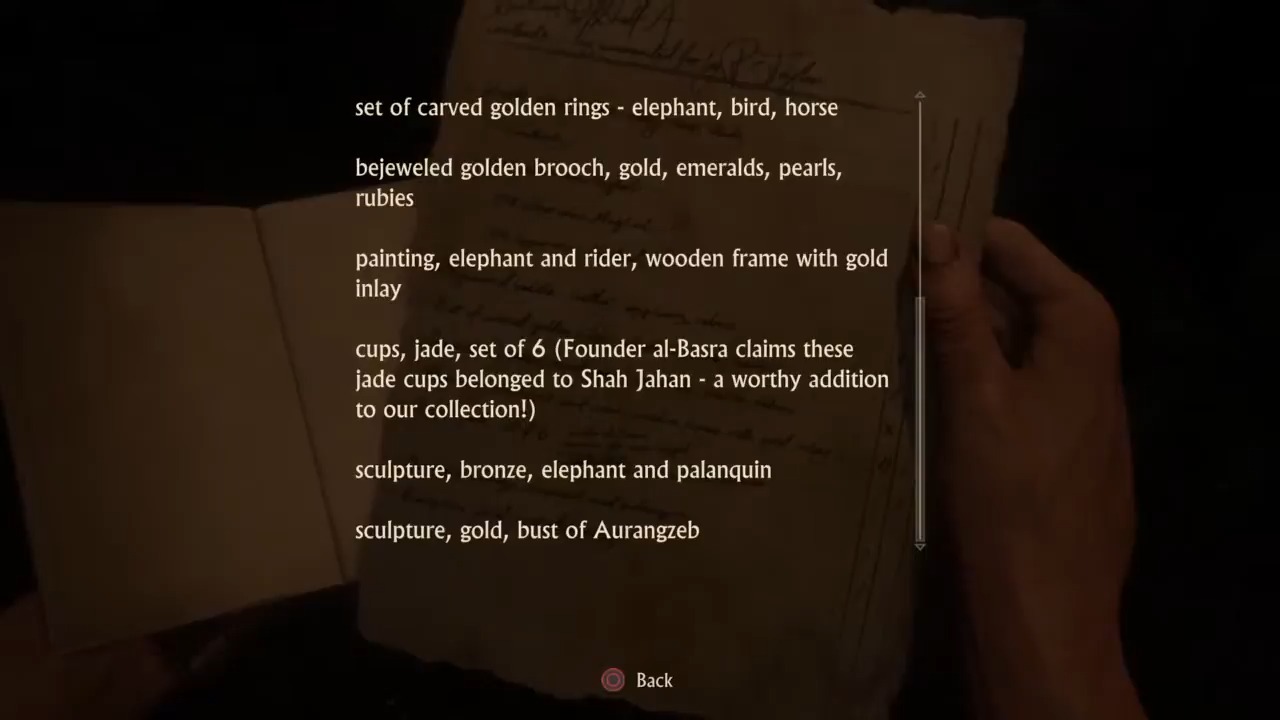 set of carved golden rings - elephant, bird, horse
bejeweled golden brooch, gold, emeralds, pearls,
rubies
painting, elephant and rider, wooden frame with gold
inlay
cups, jade, set of 6 (Founder al-Basra claims these
jade cups belonged to Shah Jahan - a worthy addition
to our collection!)
sculpture, bronze, elephant and palanquin
sculpture, gold, bust of Aurangzeb
Back